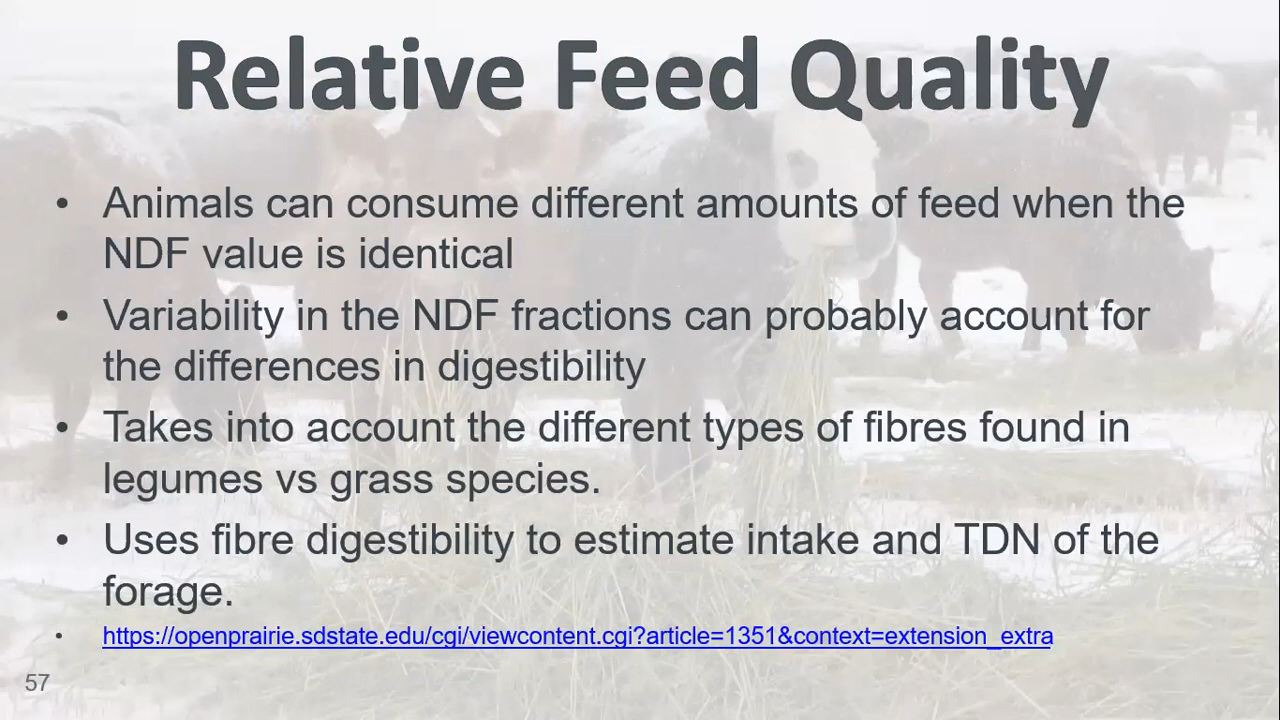 Relative Feed Quality
• Animals can consume different amounts of feed when the
NDF value is identical
• Variability in the NDF fractions can probably account for
the differences in digestibility
• Takes into account the different types of fibres found in
legumes vs grass species.
• Uses fibre digestibility to estimate intake and TDN of the
forage.
• https://openprairie.sdstate.edu/cgi/viewcontent.cgi?article=1351&context=extension_extra
57